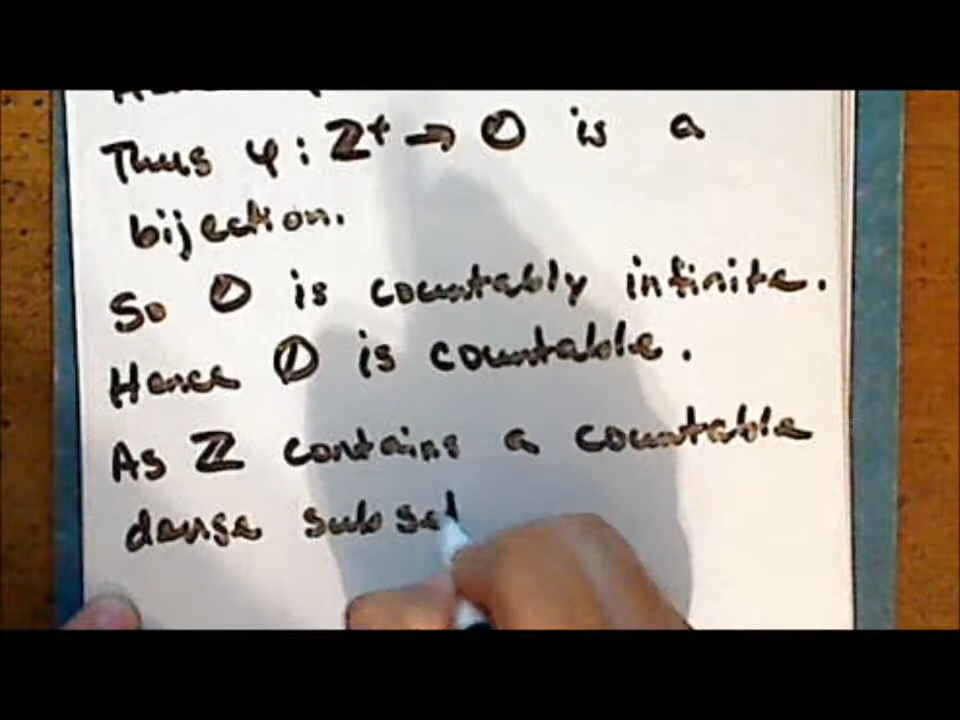 Thus φ : ℤ⁺ → 𝕆 is a
bijection.
So 𝕆 is countably infinite.
Hence 𝕆 is countable.
As ℤ contains a countable
dense subset